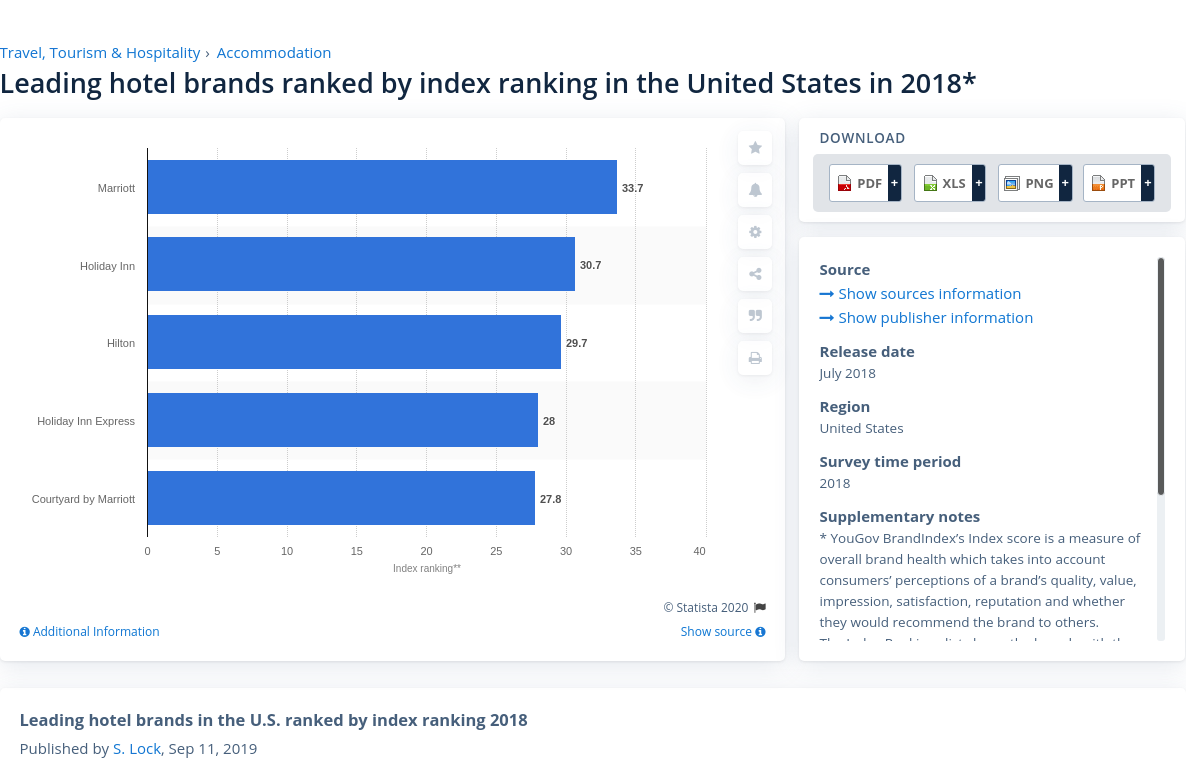 Travel, Tourism & Hospitality › Accommodation
Leading hotel brands ranked by index ranking in the United States in 2018*
Marriott
33.7
Holiday Inn
30.7
Hilton
29.7
Holiday Inn Express
28
Courtyard by Marriott
27.8
0 5 10 15 20 25 30 35 40
Index ranking**
© Statista 2020
Additional Information
Show source
DOWNLOAD
PDF + XLS + PNG + PPT +
Source
Show sources information
Show publisher information
Release date
July 2018
Region
United States
Survey time period
2018
Supplementary notes
* YouGov BrandIndex’s Index score is a measure of
overall brand health which takes into account
consumers’ perceptions of a brand’s quality, value,
impression, satisfaction, reputation and whether
they would recommend the brand to others.
Leading hotel brands in the U.S. ranked by index ranking 2018
Published by S. Lock, Sep 11, 2019